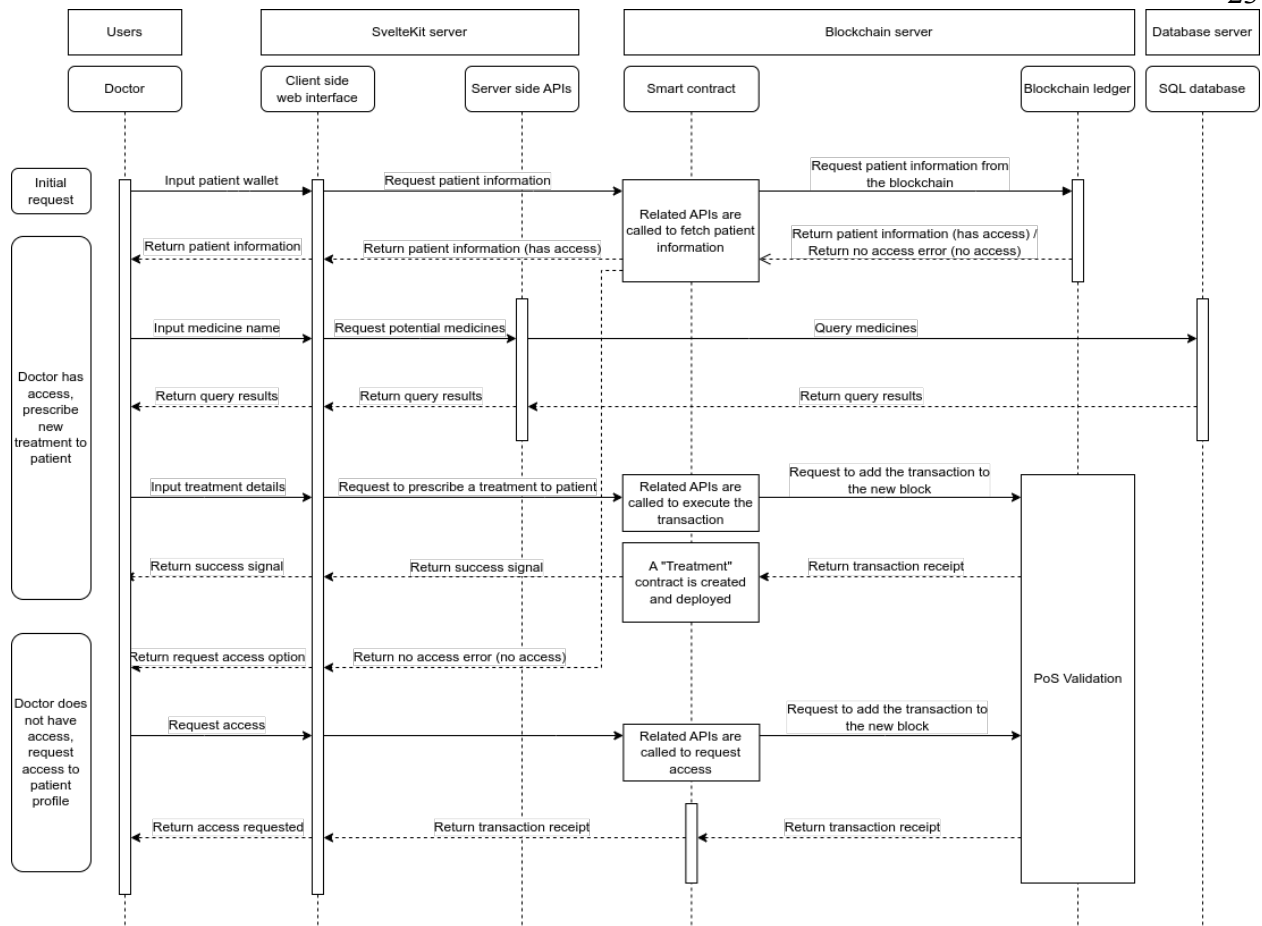 25
Users
SvelteKit server
Blockchain server
Database server
Doctor
Client side
web interface
Server side APIs
Smart contract
Blockchain ledger
SQL database
Initial
request
Input patient wallet
Request patient information
Related APIs are
called to fetch patient
information
Request patient information from
the blockchain
Return patient information
Return patient information (has access)
Return patient information (has access) /
Return no access error (no access)
Doctor has
access,
prescribe
new
treatment to
patient
Input medicine name
Request potential medicines
Query medicines
Return query results
Return query results
Return query results
Input treatment details
Request to prescribe a treatment to patient
Related APIs are
called to execute the
transaction
Request to add the transaction to
the new block
Return success signal
Return success signal
A "Treatment"
contract is created
and deployed
Return transaction receipt
PoS Validation
Doctor does
not have
access,
request
access to
patient
profile
Return request access option
Return no access error (no access)
Request access
Related APIs are
called to request
access
Request to add the transaction to
the new block
Return access requested
Return transaction receipt
Return transaction receipt